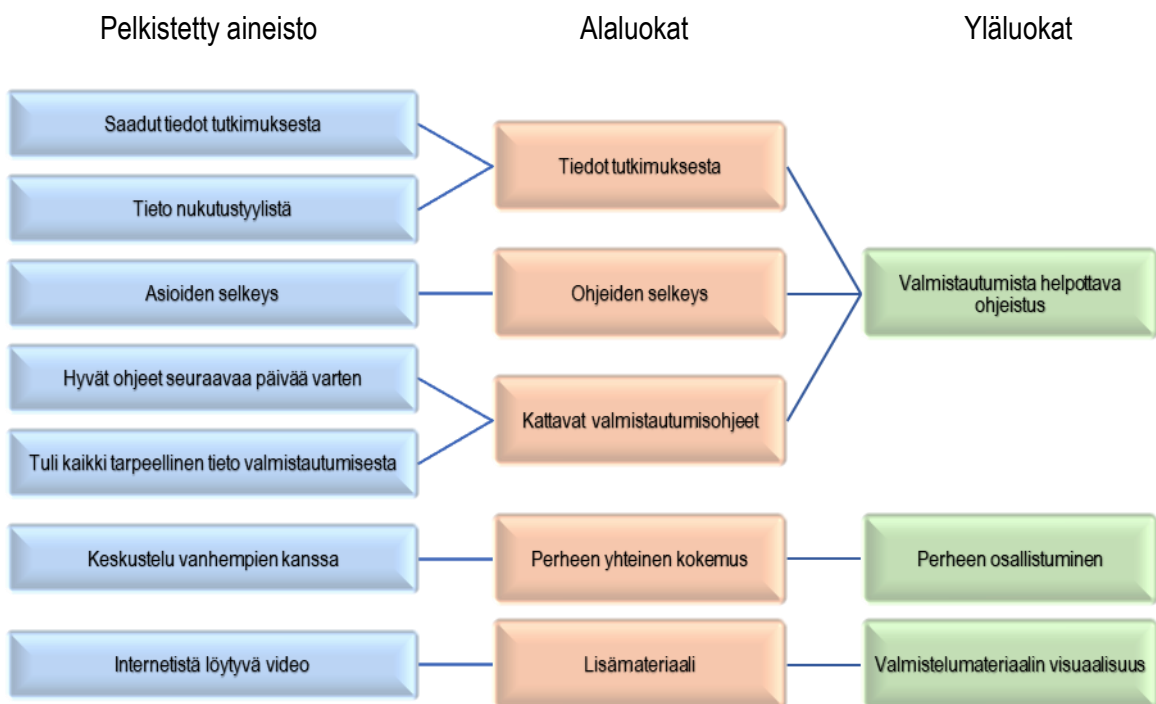 Pelkistetty aineisto
Alaluokat
Yläluokat
Saadut tiedot tutkimuksesta
Tieto nukutustyylistä
Asioiden selkeys
Hyvät ohjeet seuraavaa päivää varten
Tuli kaikki tarpeellinen tieto valmistautumisesta
Keskustelu vanhempien kanssa
Internetistä löytyvä video
Tiedot tutkimuksesta
Ohjeiden selkeys
Kattavat valmistautumisohjeet
Perheen yhteinen kokemus
Lisämateriaali
Valmistautumista helpottava
ohjeistus
Perheen osallistuminen
Valmistelumateriaalin visuaalisuus